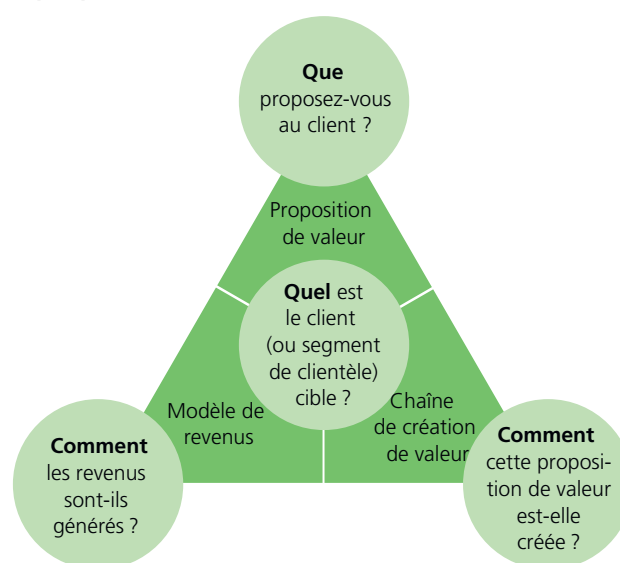 Que
proposez-vous
au client ?
Proposition
de valeur
Quel est
le client
(ou segment
de clientèle)
cible ?
Modèle de
revenus
Chaîne
de création
de valeur
Comment
les revenus
sont-ils
générés ?
Comment
cette proposi-
tion de valeur
est-elle
créée ?